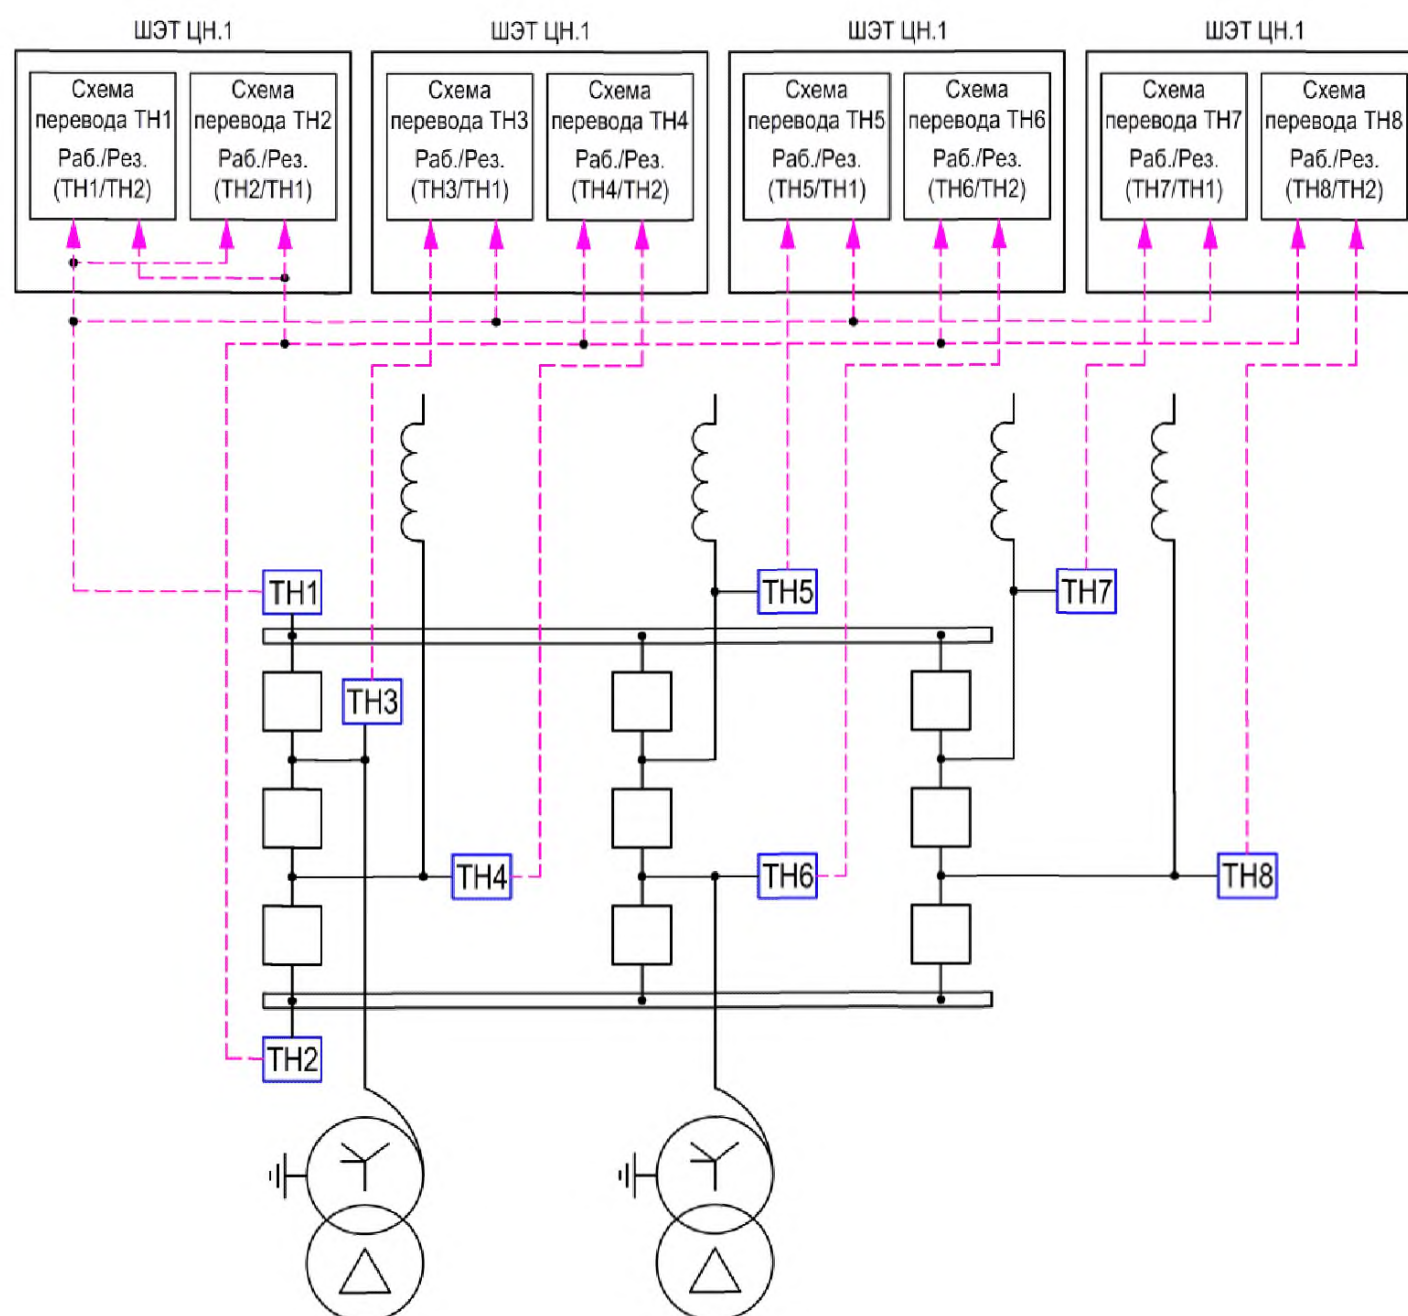 ШЭТ ЦН.1
ШЭТ ЦН.1
ШЭТ ЦН.1
ШЭТ ЦН.1
Схема
перевода ТН1
Раб./Рез.
(ТН1/ТН2)
Схема
перевода ТН2
Раб./Рез.
(ТН2/ТН1)
Схема
перевода ТН3
Раб./Рез.
(ТН3/ТН1)
Схема
перевода ТН4
Раб./Рез.
(ТН4/ТН2)
Схема
перевода ТН5
Раб./Рез.
(ТН5/ТН1)
Схема
перевода ТН6
Раб./Рез.
(ТН6/ТН2)
Схема
перевода ТН7
Раб./Рез.
(ТН7/ТН1)
Схема
перевода ТН8
Раб./Рез.
(ТН8/ТН2)
ТН1
ТН5
ТН7
ТН3
ТН4
ТН6
ТН8
ТН2